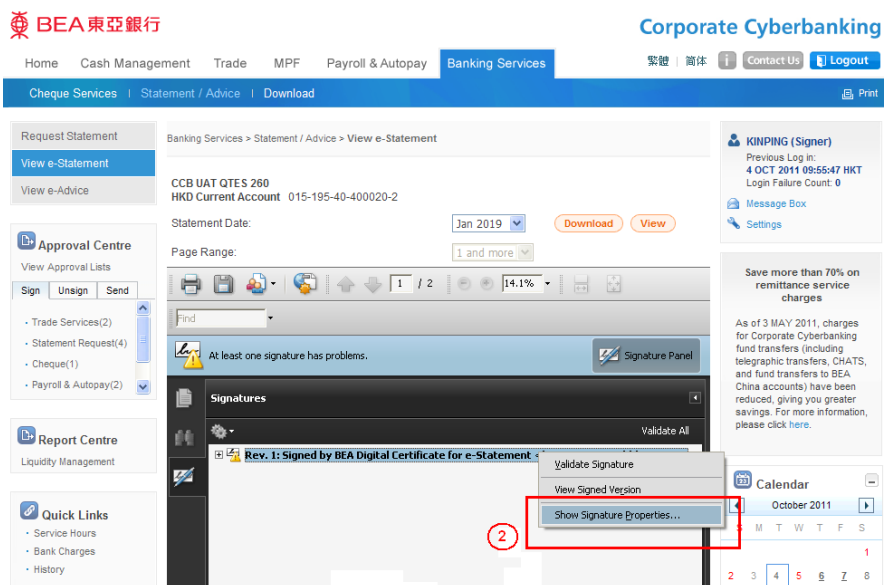 BEA東亞銀行
Corporate Cyberbanking
Home Cash Management Trade MPF Payroll & Autopay Banking Services
繁體 | 简体 i Contact Us Logout
Cheque Services | Statement / Advice | Download
Print
Request Statement
View e-Statement
View e-Advice
Approval Centre
View Approval Lists
Sign Unsign Send
Trade Services(2)
Statement Request(4)
Cheque(1)
Payroll & Autopay(2)
Report Centre
Liquidity Management
Quick Links
Service Hours
Bank Charges
History
Banking Services > Statement / Advice > View e-Statement
CCB UAT QTES 260
HKD Current Account 015-195-40-400020-2
Statement Date: Jan 2019 Download View
Page Range: 1 and more
1 / 2 14.1%
Find
At least one signature has problems. Signature Panel
Signatures
Validate All
Rev. 1: Signed by BEA Digital Certificate for e-Statement
Validate Signature
View Signed Version
Show Signature Properties...
2
KINPING (Signer)
Previous Log in:
4 OCT 2011 09:55:47 HKT
Login Failure Count: 0
Message Box
Settings
Save more than 70% on
remittance service
charges
As of 3 MAY 2011, charges
for Corporate Cyberbanking
fund transfers (including
telegraphic transfers, CHATS,
and fund transfers to BEA
China accounts) have been
reduced, giving you greater
savings. For more information,
please click here.
Calendar
October 2011
S M T W T F S
1
2 3 4 5 6 7 8